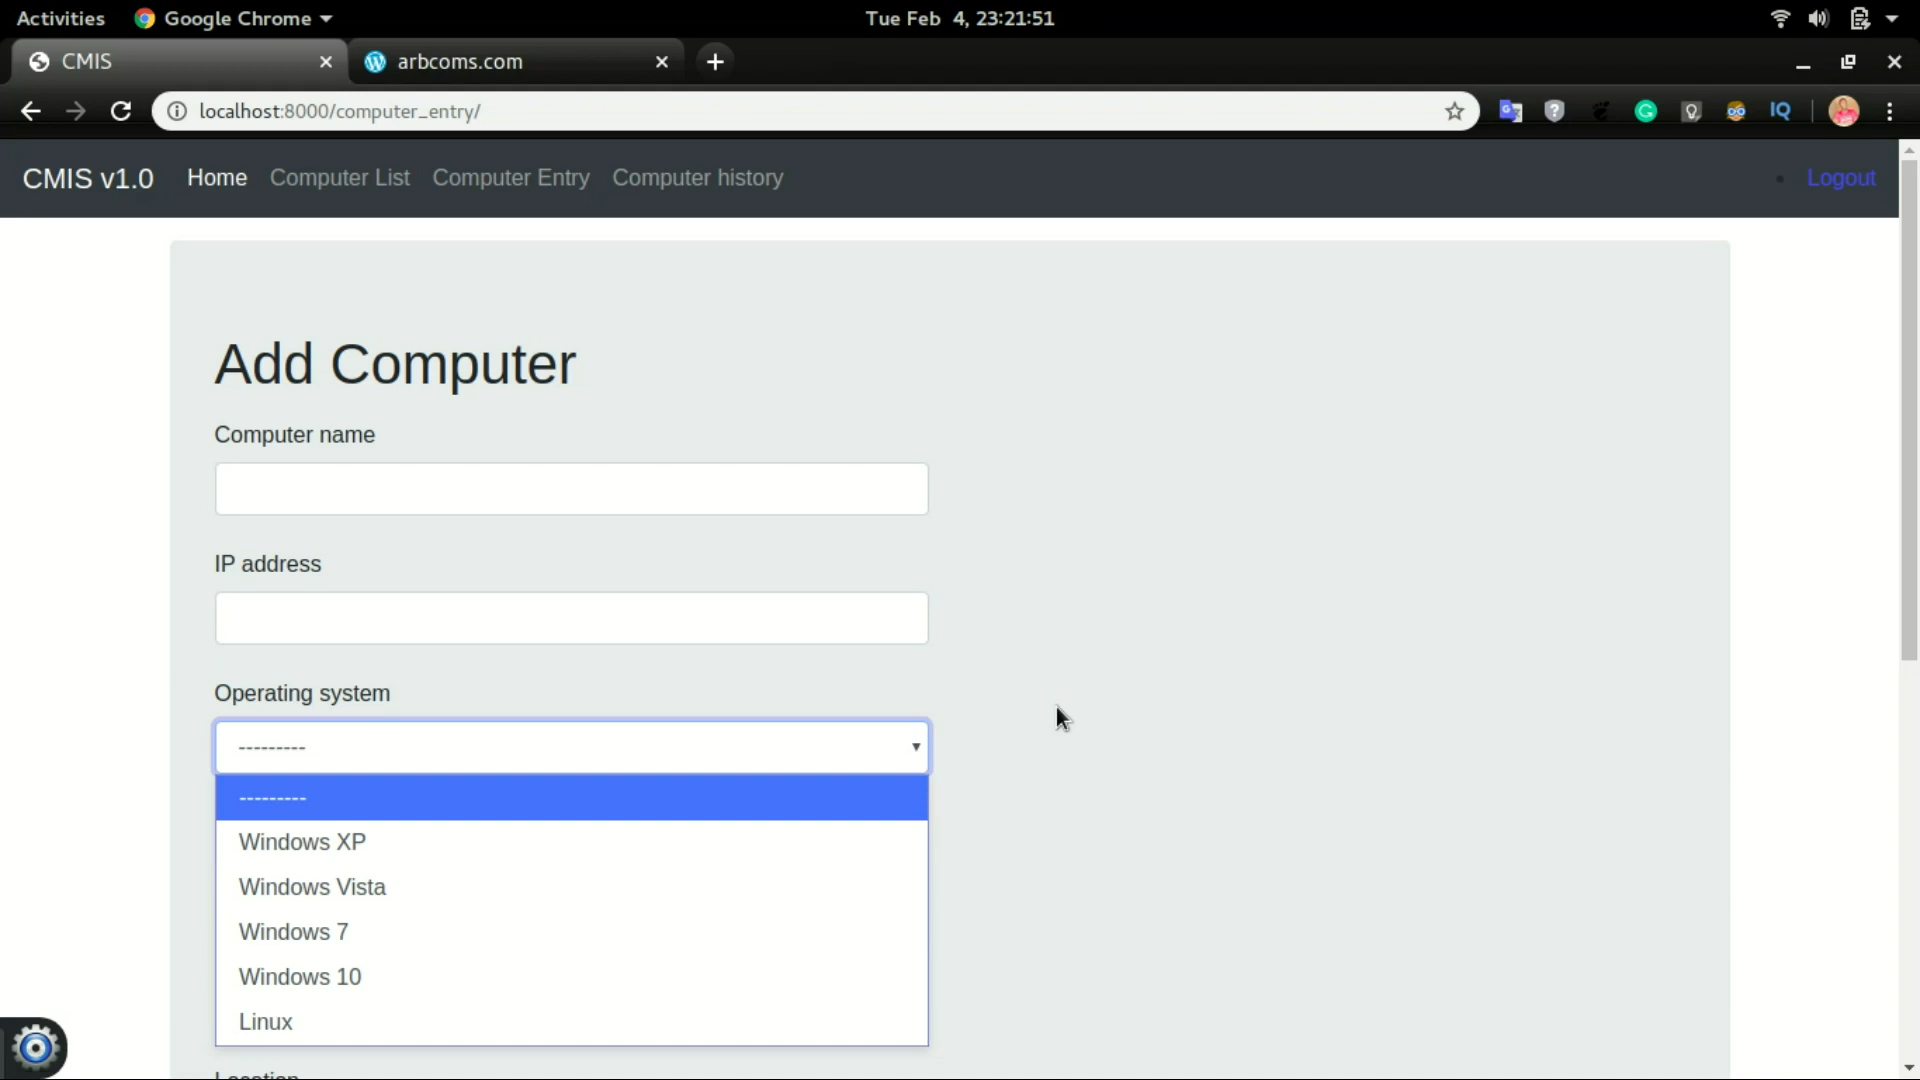 Activities Google Chrome Tue Feb 4, 23:21:51
CMIS arbcoms.com
localhost:8000/computer_entry/
CMIS v1.0 Home Computer List Computer Entry Computer history Logout
Add Computer
Computer name
IP address
Operating system
---------
---------
Windows XP
Windows Vista
Windows 7
Windows 10
Linux
Location